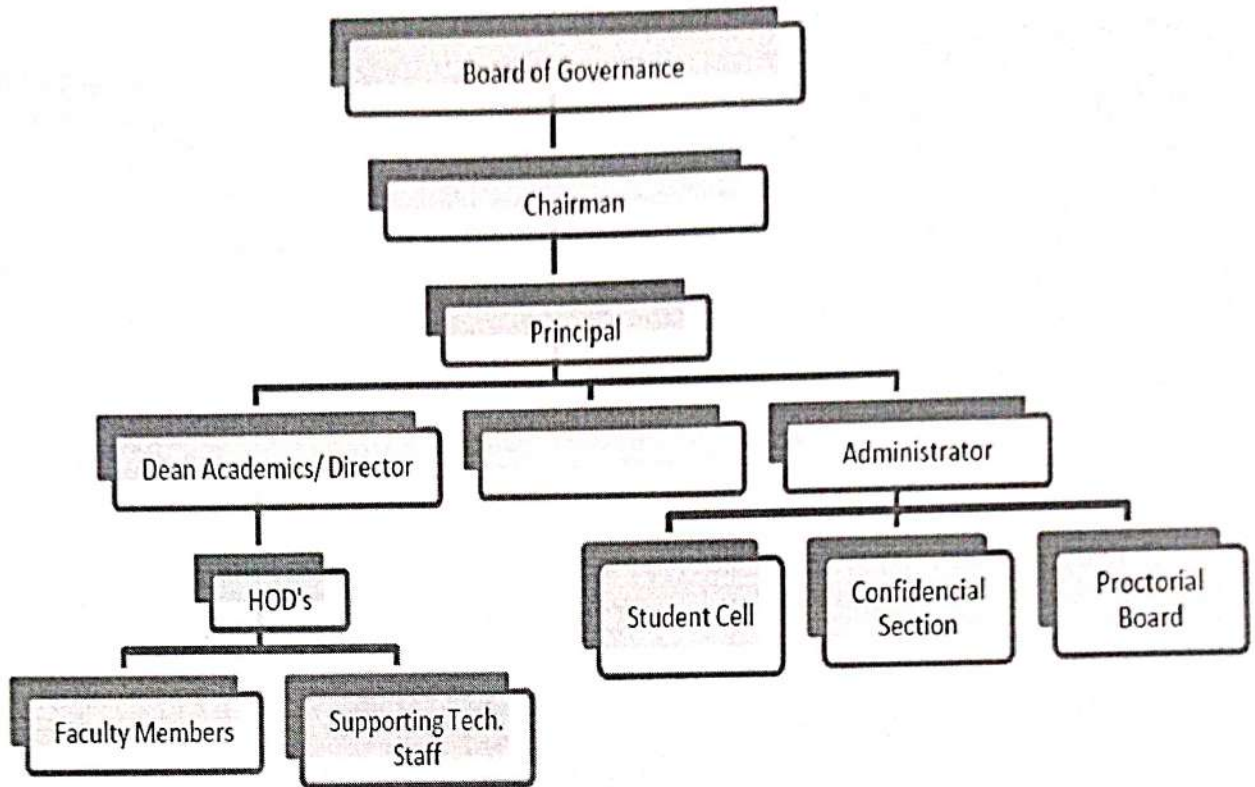 Board of Governance
Chairman
Principal
Dean Academics/ Director
Administrator
HOD's
Student Cell
Confidencial
Section
Proctorial
Board
Faculty Members
Supporting Tech.
Staff